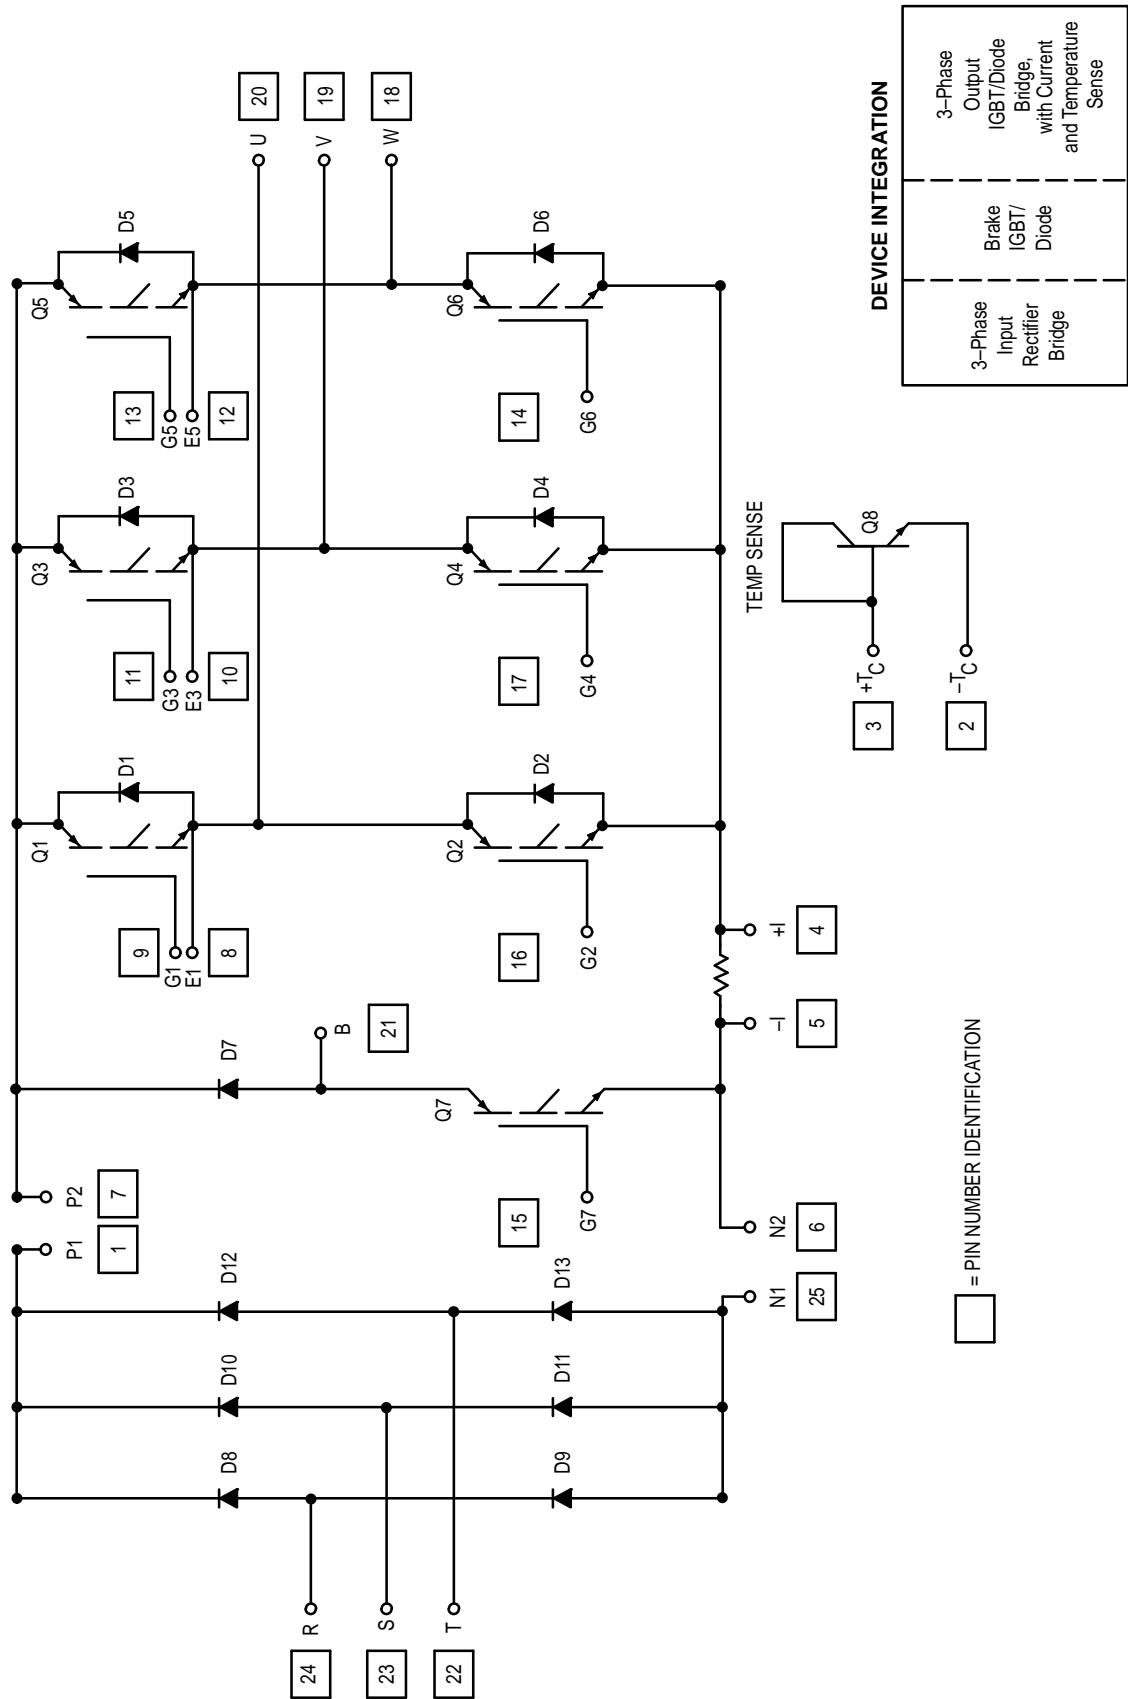 Q1
Q3
Q5
P1
P2
1
7
D1
D3
D5
9
11
13
G1
G3
G5
E1
E3
E5
8
10
12
D8
D10
D12
D7
U 20
24 R
V 19
B
21
23 S
W 18
22 T
Q7
Q2
Q4
Q6
15
16
17
14
D9
D11
D13
D2
D4
D6
G7
G2
G4
G6
N1
N2
–I
+I
25
6
5
4
TEMP SENSE
3 +TC
Q8
2 –TC
= PIN NUMBER IDENTIFICATION
DEVICE INTEGRATION
3–Phase
Input
Rectifier
Bridge
Brake
IGBT/
Diode
3–Phase
Output
IGBT/Diode
Bridge,
with Current
and Temperature
Sense